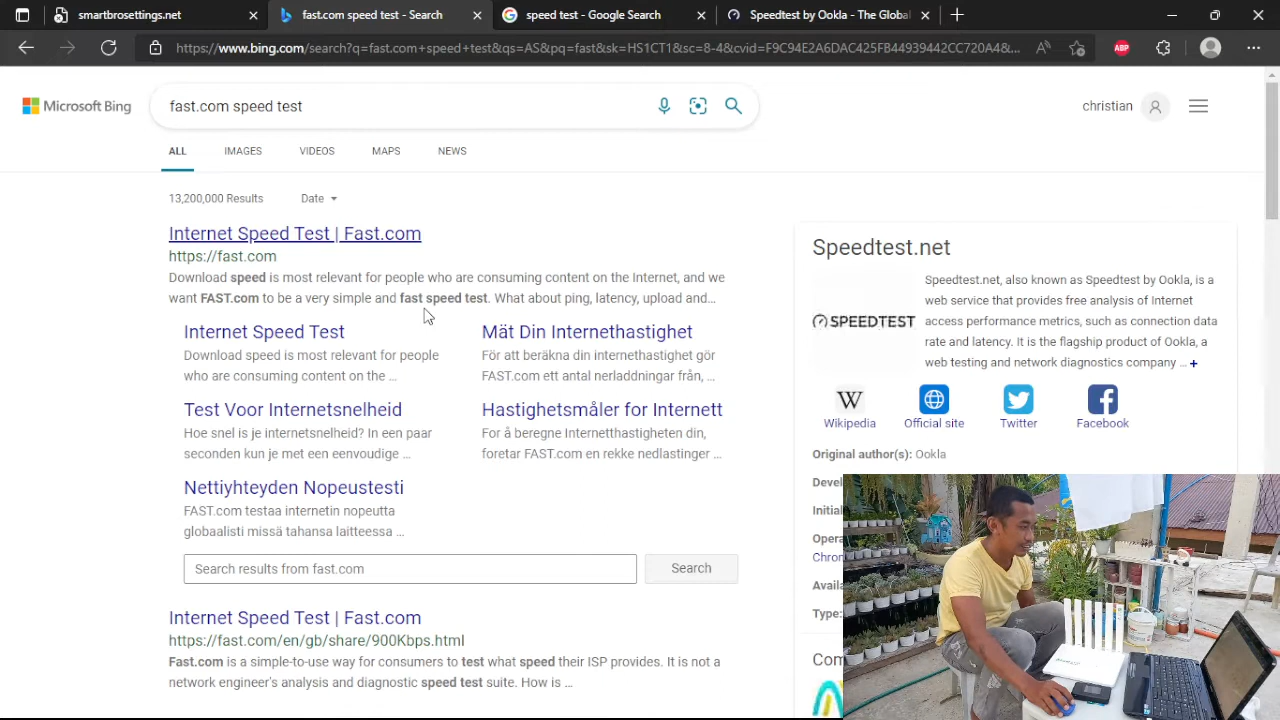 smartbrosettings.net
fast.com speed test - Search
speed test - Google Search
Speedtest by Ookla - The Global
https://www.bing.com/search?q=fast.com+speed+test&qs=AS&pq=fast&sk=HS1CT1&sc=8-4&cvid=F9C94E2A6DAC425FB44939442CC720A4&...
ABP
Microsoft Bing
fast.com speed test
christian
ALL
IMAGES
VIDEOS
MAPS
NEWS
13,200,000 Results
Date
Internet Speed Test | Fast.com
https://fast.com
Download speed is most relevant for people who are consuming content on the Internet, and we
want FAST.com to be a very simple and fast speed test. What about ping, latency, upload and...
Internet Speed Test
Download speed is most relevant for people
who are consuming content on the ...
Mät Din Internethastighet
För att beräkna din internethastighet gör
FAST.com ett antal nerladdningar från, ...
Test Voor Internetsnelheid
Hoe snel is je internetsnelheid? In een paar
seconden kun je met een eenvoudige ...
Hastighetsmåler for Internett
For å beregne Internetthastigheten din,
foretar FAST.com en rekke nedlastinger ...
Nettiyhteyden Nopeustesti
FAST.com testaa internetin nopeutta
globaalisti missä tahansa laitteessa ...
Search results from fast.com
Search
Internet Speed Test | Fast.com
https://fast.com/en/gb/share/900Kbps.html
Fast.com is a simple-to-use way for consumers to test what speed their ISP provides. It is not a
network engineer's analysis and diagnostic speed test suite. How is ...
Speedtest.net
SPEEDTEST
Speedtest.net, also known as Speedtest by Ookla, is a
web service that provides free analysis of Internet
access performance metrics, such as connection data
rate and latency. It is the flagship product of Ookla, a
web testing and network diagnostics company ... +
W
Wikipedia
Official site
Twitter
Facebook
Original author(s): Ookla
Devel
Initia
Opera
Chron
Availa
Type:
Com